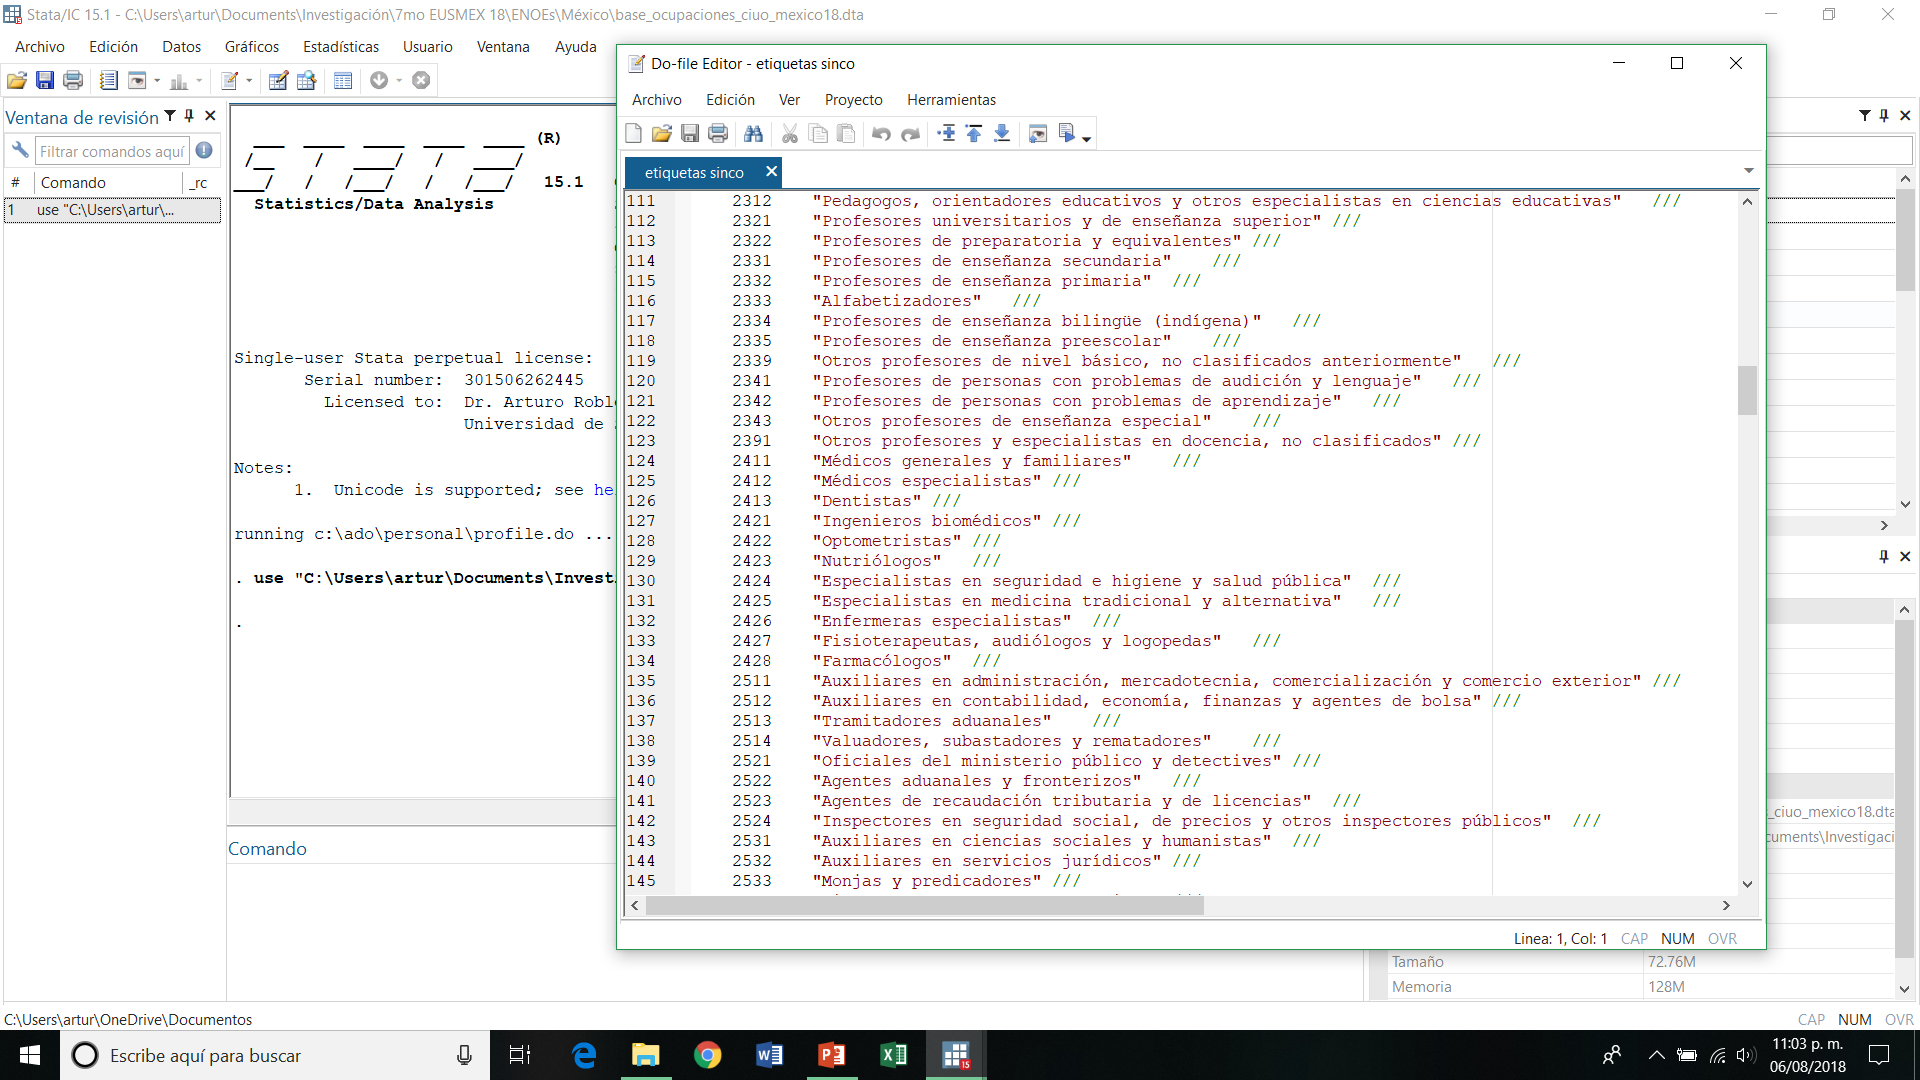 Stata/IC 15.1 - C:\Users\artur\Documents\Investigación\7mo EUSMEX 18\ENOEs\México\base_ocupaciones_ciuo_mexico18.dta
Archivo Edición Datos Gráficos Estadísticas Usuario Ventana Ayuda
Ventana de revisión
Filtrar comandos aquí
# Comando _rc
1 use "C:\Users\artur\...
(R)
15.1
Statistics/Data Analysis
Single-user Stata perpetual license:
Serial number: 301506262445
Licensed to: Dr. Arturo Robl
Universidad de
Notes:
1. Unicode is supported; see he
running c:\ado\personal\profile.do ...
. use "C:\Users\artur\Documents\Invest
.
Comando
Do-file Editor - etiquetas sinco
Archivo Edición Ver Proyecto Herramientas
etiquetas sinco
111 2312 "Pedagogos, orientadores educativos y otros especialistas en ciencias educativas" ///
112 2321 "Profesores universitarios y de enseñanza superior" ///
113 2322 "Profesores de preparatoria y equivalentes" ///
114 2331 "Profesores de enseñanza secundaria" ///
115 2332 "Profesores de enseñanza primaria" ///
116 2333 "Alfabetizadores" ///
117 2334 "Profesores de enseñanza bilingüe (indígena)" ///
118 2335 "Profesores de enseñanza preescolar" ///
119 2339 "Otros profesores de nivel básico, no clasificados anteriormente" ///
120 2341 "Profesores de personas con problemas de audición y lenguaje" ///
121 2342 "Profesores de personas con problemas de aprendizaje" ///
122 2343 "Otros profesores de enseñanza especial" ///
123 2391 "Otros profesores y especialistas en docencia, no clasificados" ///
124 2411 "Médicos generales y familiares" ///
125 2412 "Médicos especialistas" ///
126 2413 "Dentistas" ///
127 2421 "Ingenieros biomédicos" ///
128 2422 "Optometristas" ///
129 2423 "Nutriólogos" ///
130 2424 "Especialistas en seguridad e higiene y salud pública" ///
131 2425 "Especialistas en medicina tradicional y alternativa" ///
132 2426 "Enfermeras especialistas" ///
133 2427 "Fisioterapeutas, audiólogos y logopedas" ///
134 2428 "Farmacólogos" ///
135 2511 "Auxiliares en administración, mercadotecnia, comercialización y comercio exterior" ///
136 2512 "Auxiliares en contabilidad, economía, finanzas y agentes de bolsa" ///
137 2513 "Tramitadores aduanales" ///
138 2514 "Valuadores, subastadores y rematadores" ///
139 2521 "Oficiales del ministerio público y detectives" ///
140 2522 "Agentes aduanales y fronterizos" ///
141 2523 "Agentes de recaudación tributaria y de licencias" ///
142 2524 "Inspectores en seguridad social, de precios y otros inspectores públicos" ///
143 2531 "Auxiliares en ciencias sociales y humanistas" ///
144 2532 "Auxiliares en servicios jurídicos" ///
145 2533 "Monjas y predicadores" ///
Linea: 1, Col: 1 CAP NUM OVR
_ciuo_mexico18.dta
cuments\Investigaci
Tamaño 72.76M
Memoria 128M
C:\Users\artur\OneDrive\Documentos
CAP NUM OVR
Escribe aquí para buscar
11:03 p. m.
06/08/2018